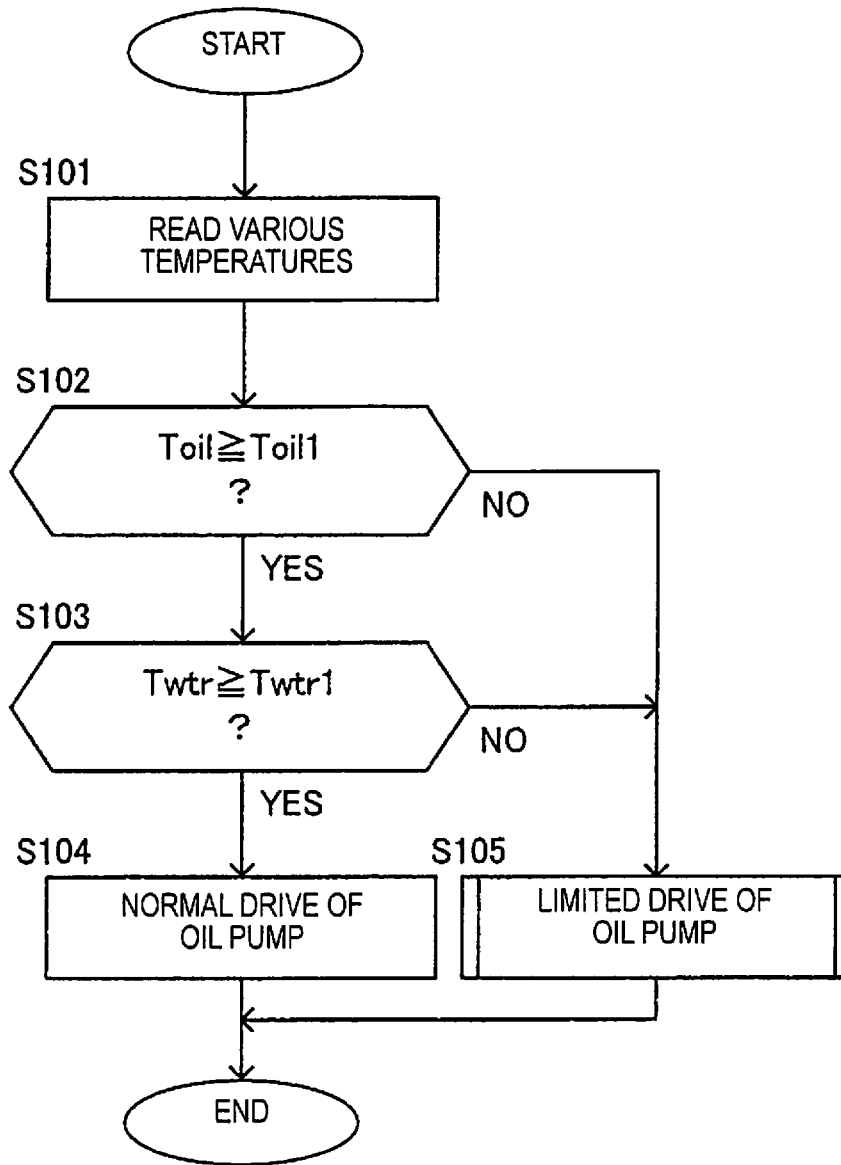 START
S101
READ VARIOUS
TEMPERATURES
S102
Toil≧Toil1
?
NO
YES
S103
Twtr≧Twtr1
?
NO
YES
S104
NORMAL DRIVE OF
OIL PUMP
S105
LIMITED DRIVE OF
OIL PUMP
END